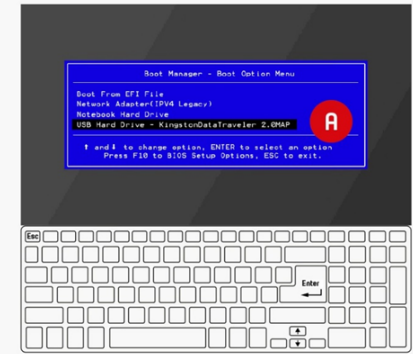 Boot Manager - Boot Option Menu
Boot From EFI File
Network Adapter(IPV4 Legacy)
Notebook Hard Drive
USB Hard Drive - KingstonDataTraveler 2.0MAP
A
↑ and ↓ to change option, ENTER to select an option
Press F10 to BIOS Setup Options, ESC to exit.
Esc
Enter